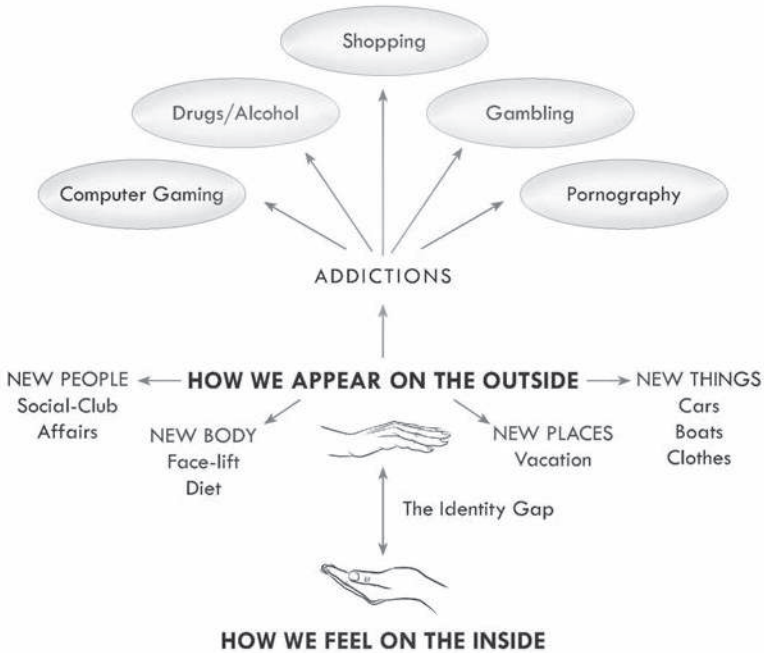 Shopping
Drugs/Alcohol
Gambling
Computer Gaming
Pornography
ADDICTIONS
NEW PEOPLE
Social-Club
Affairs
HOW WE APPEAR ON THE OUTSIDE
NEW THINGS
Cars
Boats
Clothes
NEW BODY
Face-lift
Diet
NEW PLACES
Vacation
The Identity Gap
HOW WE FEEL ON THE INSIDE